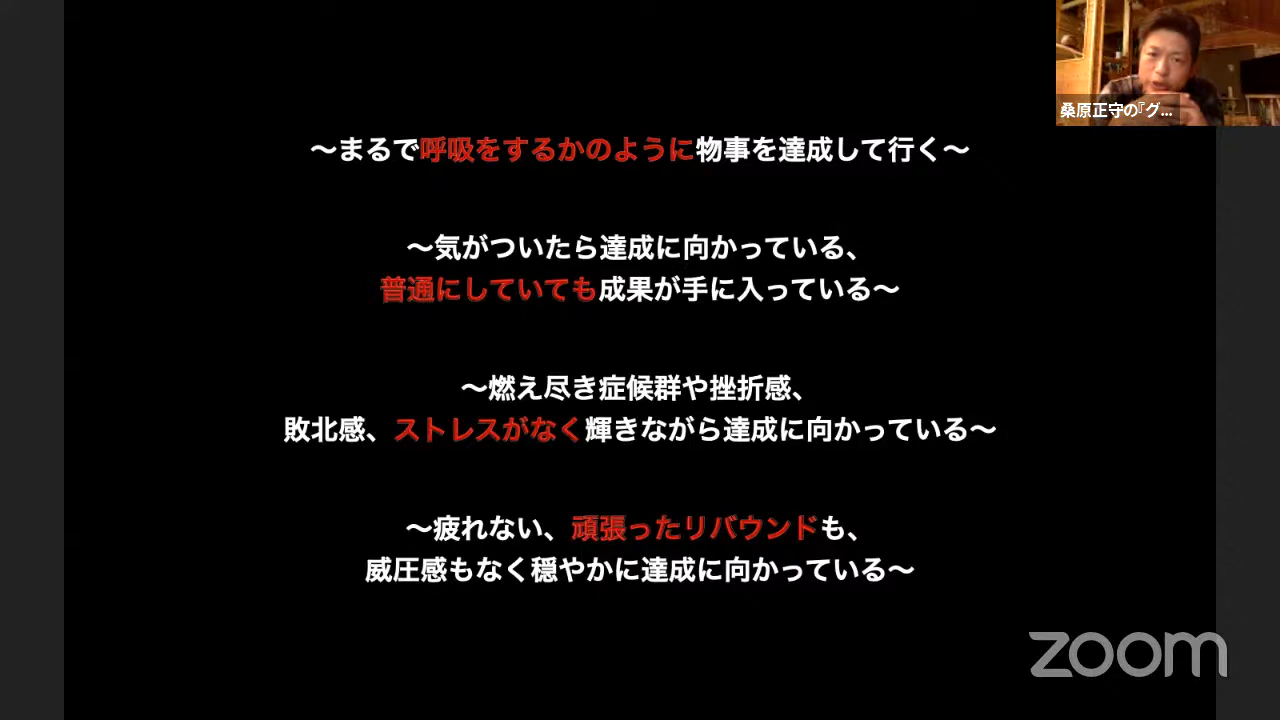 〜まるで呼吸をするかのように物事を達成して行く〜
〜気がついたら達成に向かっている、
普通にしていても成果が手に入っている〜
〜燃え尽き症候群や挫折感、
敗北感、ストレスがなく輝きながら達成に向かっている〜
〜疲れない、頑張ったリバウンドも、
威圧感もなく穏やかに達成に向かっている〜
桑原正守の『グ...
zoom